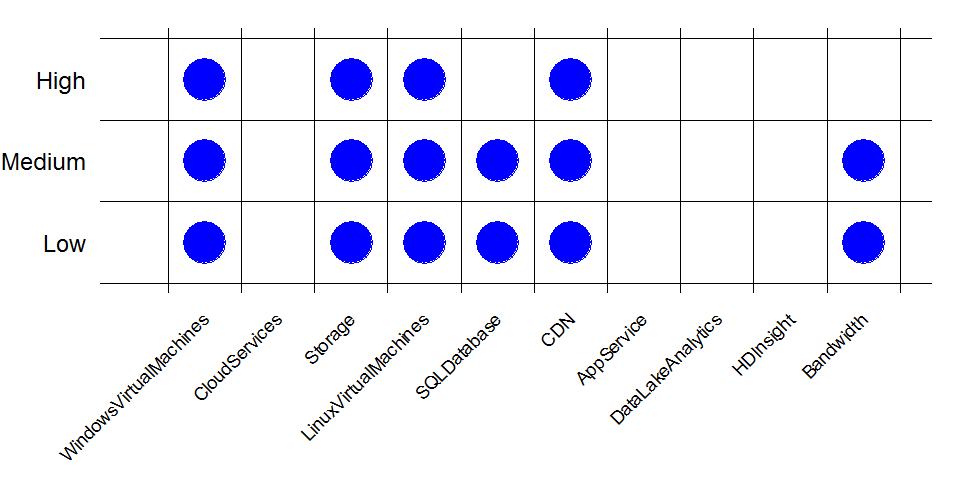 High
Medium
Low
WindowsVirtualMachines
CloudServices
Storage
LinuxVirtualMachines
SQLDatabase
CDN
AppService
DataLakeAnalytics
HDInsight
Bandwidth